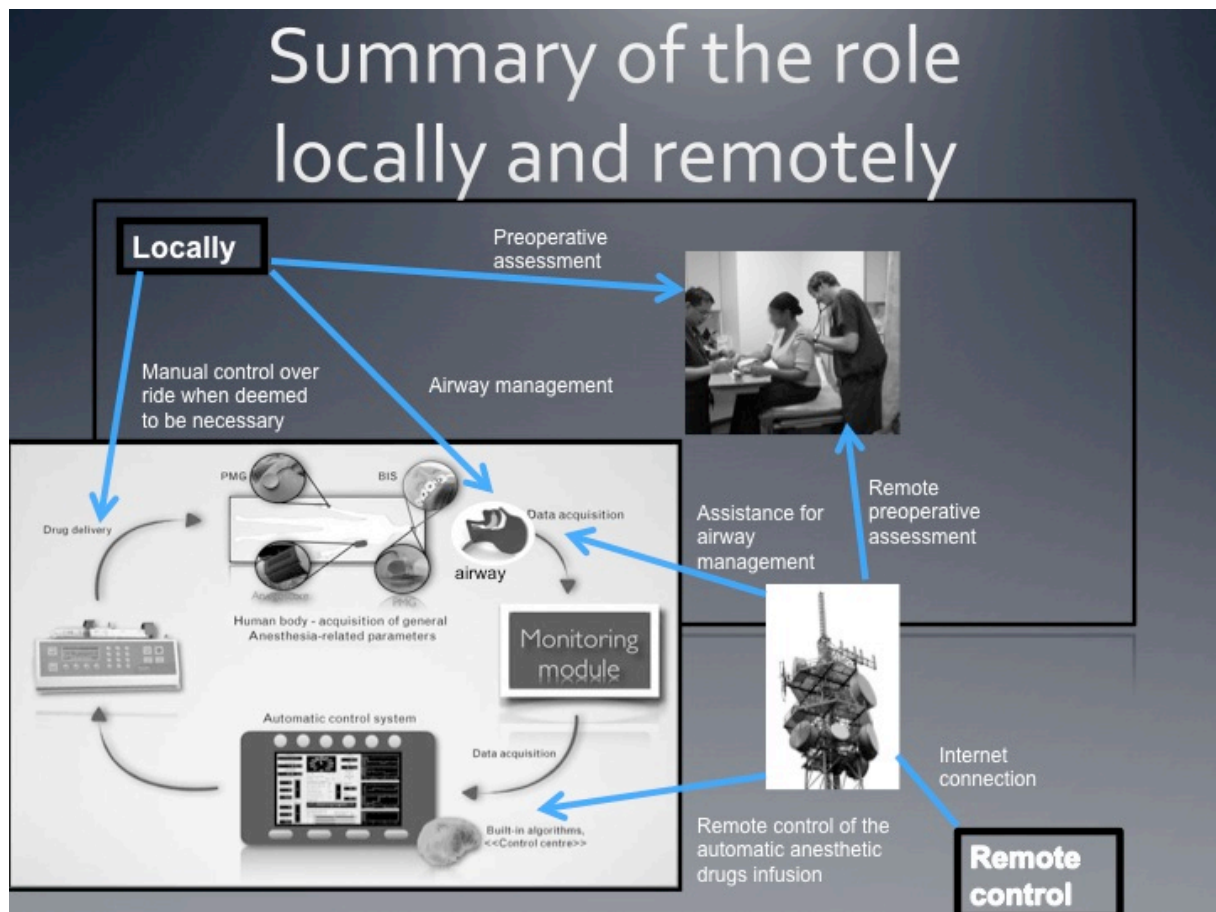 Summary of the role
locally and remotely
Locally
Preoperative
assessment
Manual control over
ride when deemed
to be necessary
Airway management
PMG
BIS
Drug delivery
Data acquisition
airway
PMG
Human body - acquisition of general
Anesthesia-related parameters
Monitoring
module
Automatic control system
Data acquisition
Built-in algorithms,
<<Control centre>>
Assistance for
airway
management
Remote
preoperative
assessment
Internet
connection
Remote control of the
automatic anesthetic
drugs infusion
Remote
control